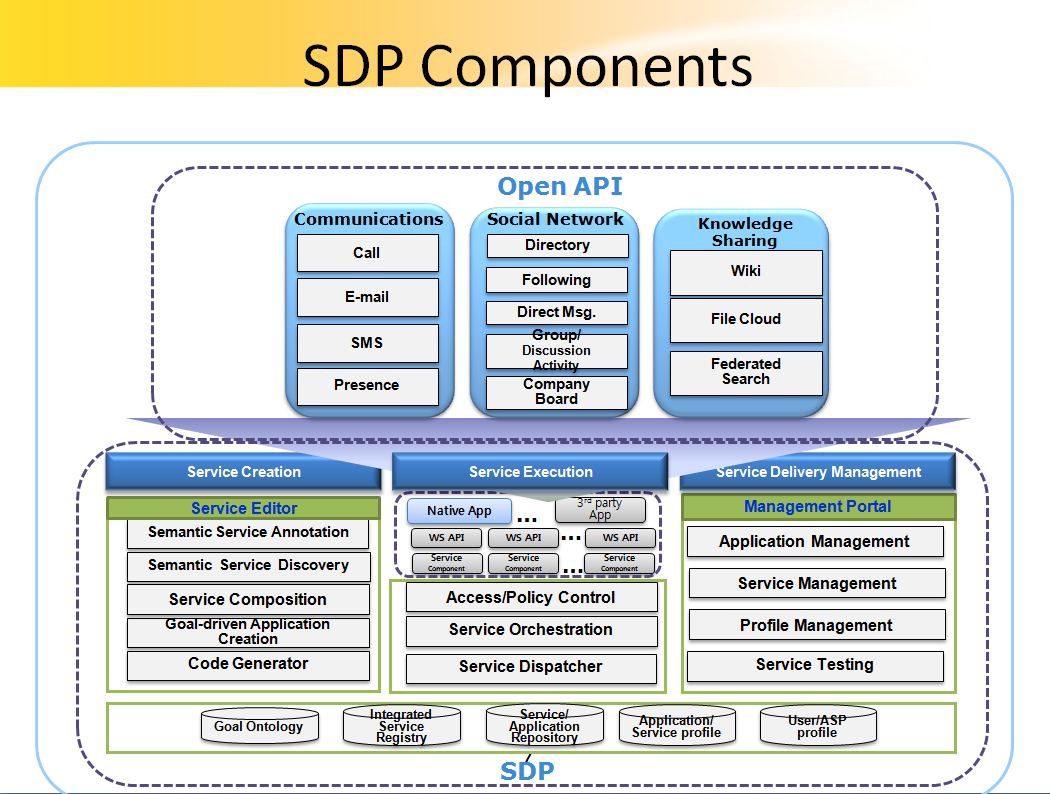 SDP Components
Open API
Communications
Call
E-mail
SMS
Presence
Social Network
Directory
Following
Direct Msg.
Group/
Discussion
Activity
Company
Board
Knowledge
Sharing
Wiki
File Cloud
Federated
Search
Service Creation
Service Editor
Semantic Service Annotation
Semantic Service Discovery
Service Composition
Goal-driven Application
Creation
Code Generator
Service Execution
Native App
...
3rd party
App
WS API
WS API
...
WS API
Service
Component
Service
Component
...
Service
Component
Access/Policy Control
Service Orchestration
Service Dispatcher
Service Delivery Management
Management Portal
Application Management
Service Management
Profile Management
Service Testing
Goal Ontology
Integrated
Service
Registry
Service/
Application
Repository
Application/
Service profile
User/ASP
profile
SDP